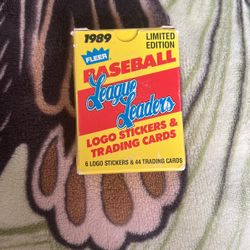 1989
LIMITED
EDITION
FLEER
BASEBALL
League
Leaders
LOGO STICKERS &
TRADING CARDS
6 LOGO STICKERS & 44 TRADING CARDS